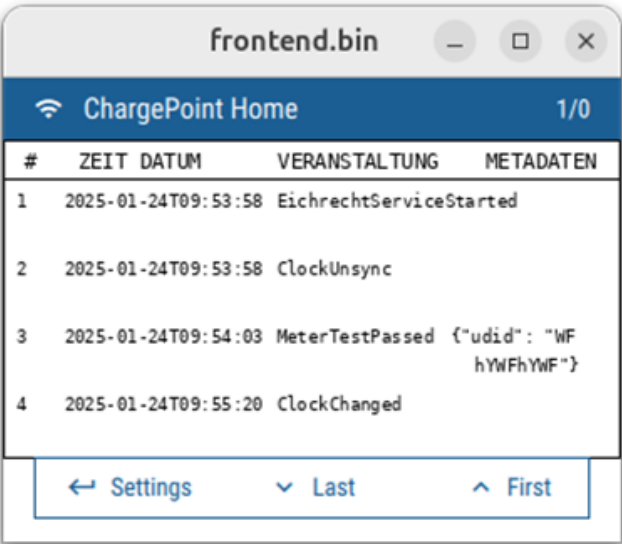 frontend.bin
ChargePoint Home 1/0
# ZEIT DATUM VERANSTALTUNG METADATEN
1 2025-01-24T09:53:58 EichrechtServiceStarted
2 2025-01-24T09:53:58 ClockUnsync
3 2025-01-24T09:54:03 MeterTestPassed {"udid": "WF
hYWFhYWF"}
4 2025-01-24T09:55:20 ClockChanged
Settings Last First